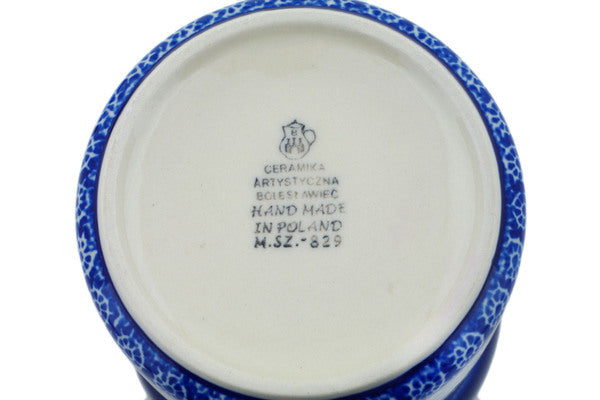 B
CERAMIKA
ARTYSTYCZNA
BOLESŁAWIEC
HAND MADE
IN POLAND
M.SZ.-829